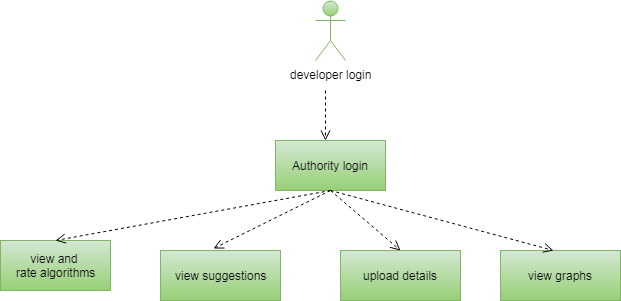 developer login
Authority login
view and
rate algorithms
view suggestions
upload details
view graphs